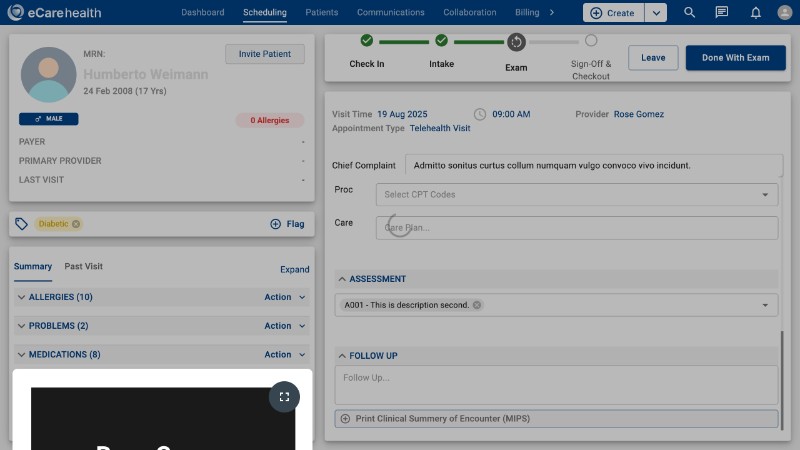 eCarehealth
Dashboard
Scheduling
Patients
Communications
Collaboration
Billing
Create
MRN:
Invite Patient
Humberto Weimann
24 Feb 2008 (17 Yrs)
MALE
0 Allergies
PAYER -
PRIMARY PROVIDER -
LAST VISIT -
Diabetic
Flag
Summary
Past Visit
Expand
ALLERGIES (10) Action
PROBLEMS (2) Action
MEDICATIONS (8) Action
Check In
Intake
Exam
Sign-Off &
Checkout
Leave
Done With Exam
Visit Time 19 Aug 2025 09:00 AM Provider Rose Gomez
Appointment Type Telehealth Visit
Chief Complaint Admitto sonitus curtus collum numquam vulgo convoco vivo incidunt.
Proc Select CPT Codes
Care Care Plan...
ASSESSMENT
A001 - This is description second.
FOLLOW UP
Follow Up...
Print Clinical Summery of Encounter (MIPS)